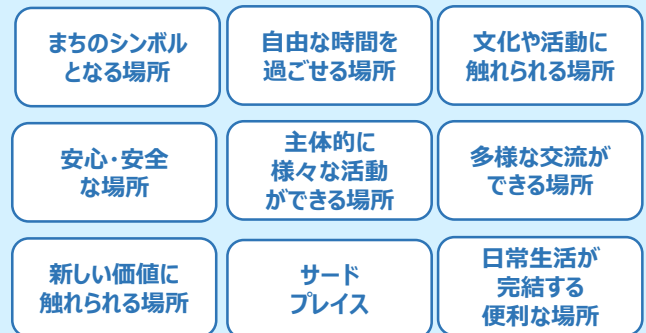 まちのシンボル
となる場所
自由な時間を
過ごせる場所
文化や活動に
触れられる場所
安心・安全
な場所
主体的に
様々な活動
ができる場所
多様な交流が
できる場所
新しい価値に
触れられる場所
サード
プレイス
日常生活が
完結する
便利な場所